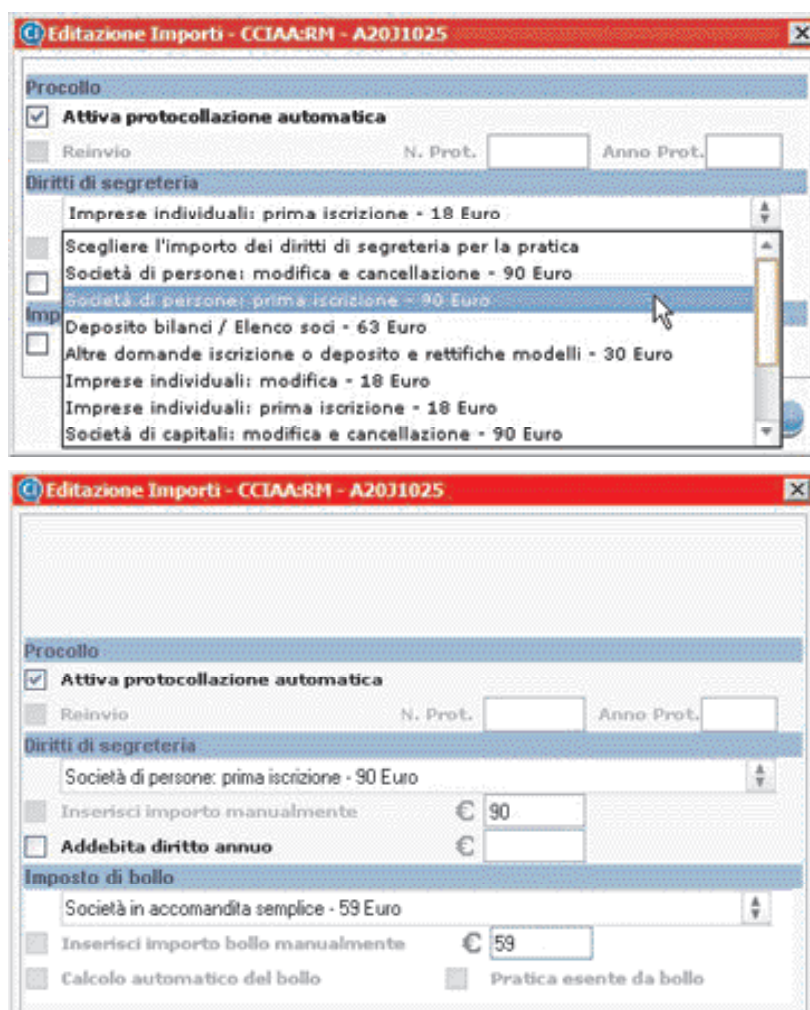 Editazione Importi - CCIAA:RM - A20J1025
Procollo
Attiva protocollazione automatica
Reinvio N. Prot. Anno Prot.
Diritti di segreteria
Imprese individuali: prima iscrizione - 18 Euro
Scegliere l'importo dei diritti di segreteria per la pratica
Società di persone: modifica e cancellazione - 90 Euro
Società di persone: prima iscrizione - 90 Euro
Imp
Deposito bilanci / Elenco soci - 63 Euro
Altre domande iscrizione o deposito e rettifiche modelli - 30 Euro
Imprese individuali: modifica - 18 Euro
Imprese individuali: prima iscrizione - 18 Euro
Società di capitali: modifica e cancellazione - 90 Euro
Editazione Importi - CCIAA:RM - A20J1025
Procollo
Attiva protocollazione automatica
Reinvio N. Prot. Anno Prot.
Diritti di segreteria
Società di persone: prima iscrizione - 90 Euro
Inserisci importo manualmente € 90
Addebita diritto annuo €
Imposto di bollo
Società in accomandita semplice - 59 Euro
Inserisci importo bollo manualmente € 59
Calcolo automatico del bollo Pratica esente da bollo